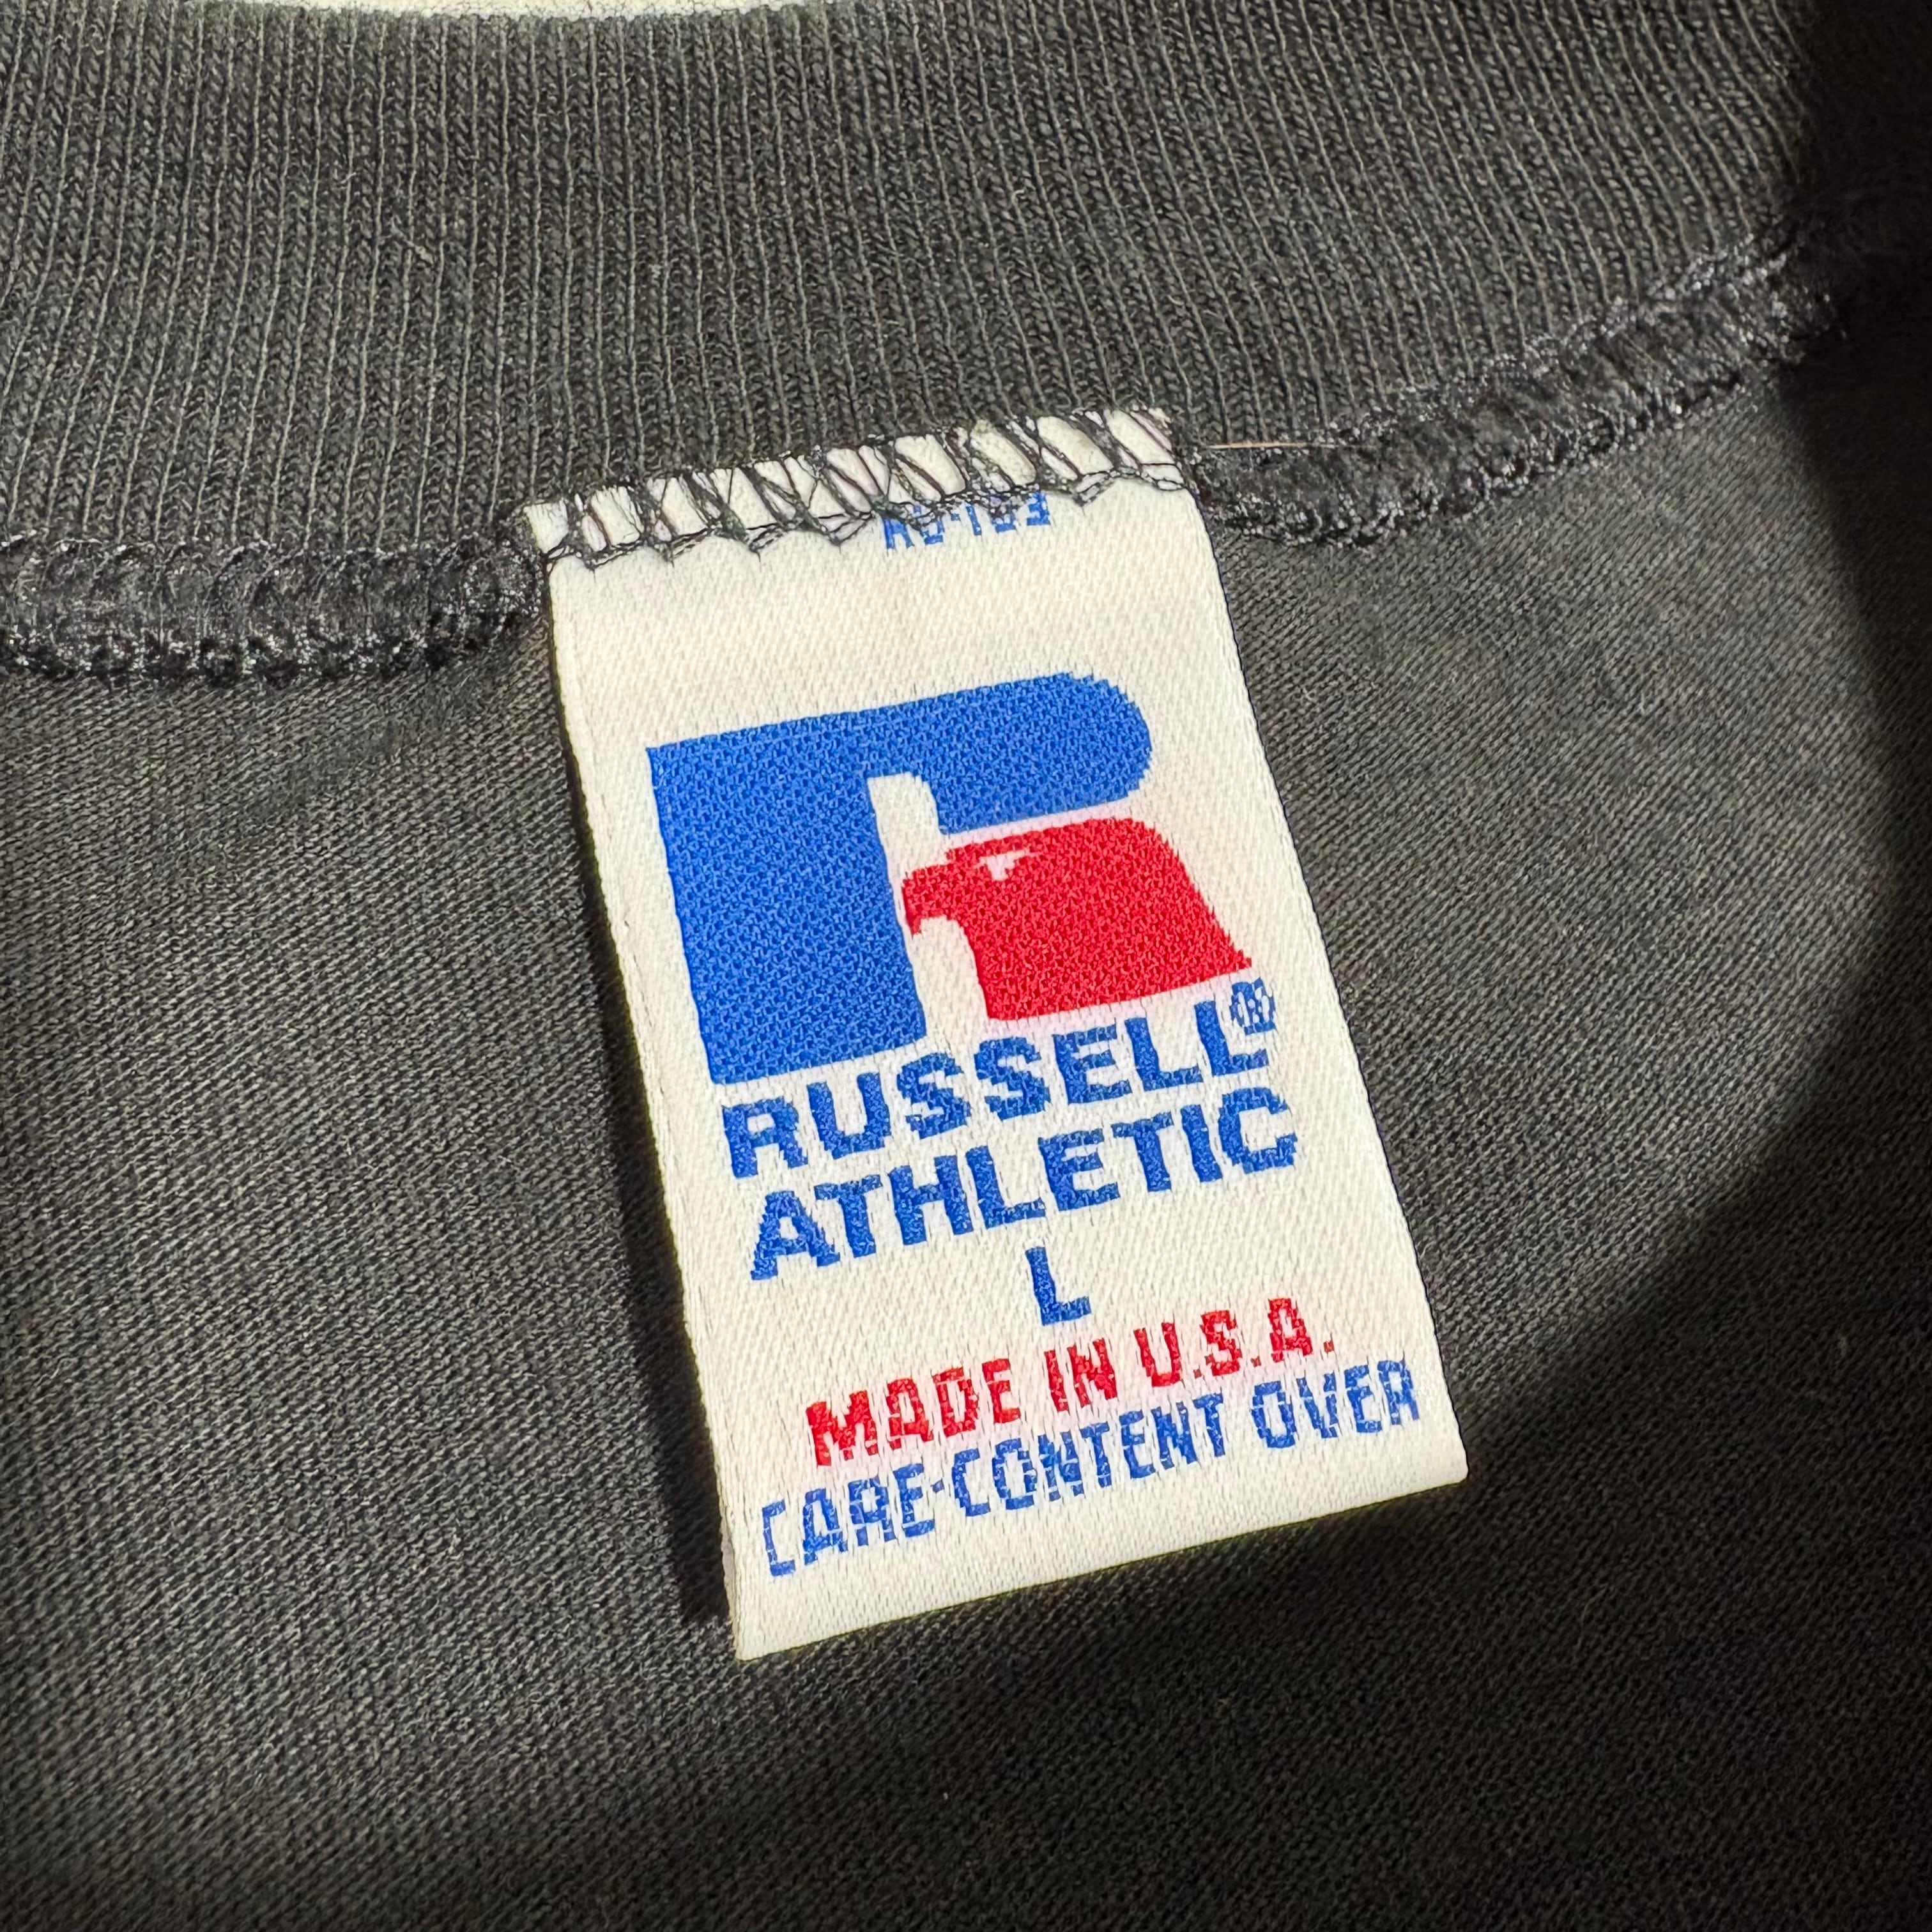 RUSSELL®
ATHLETIC
L
MADE IN U.S.A.
CARE·CONTENT OVER